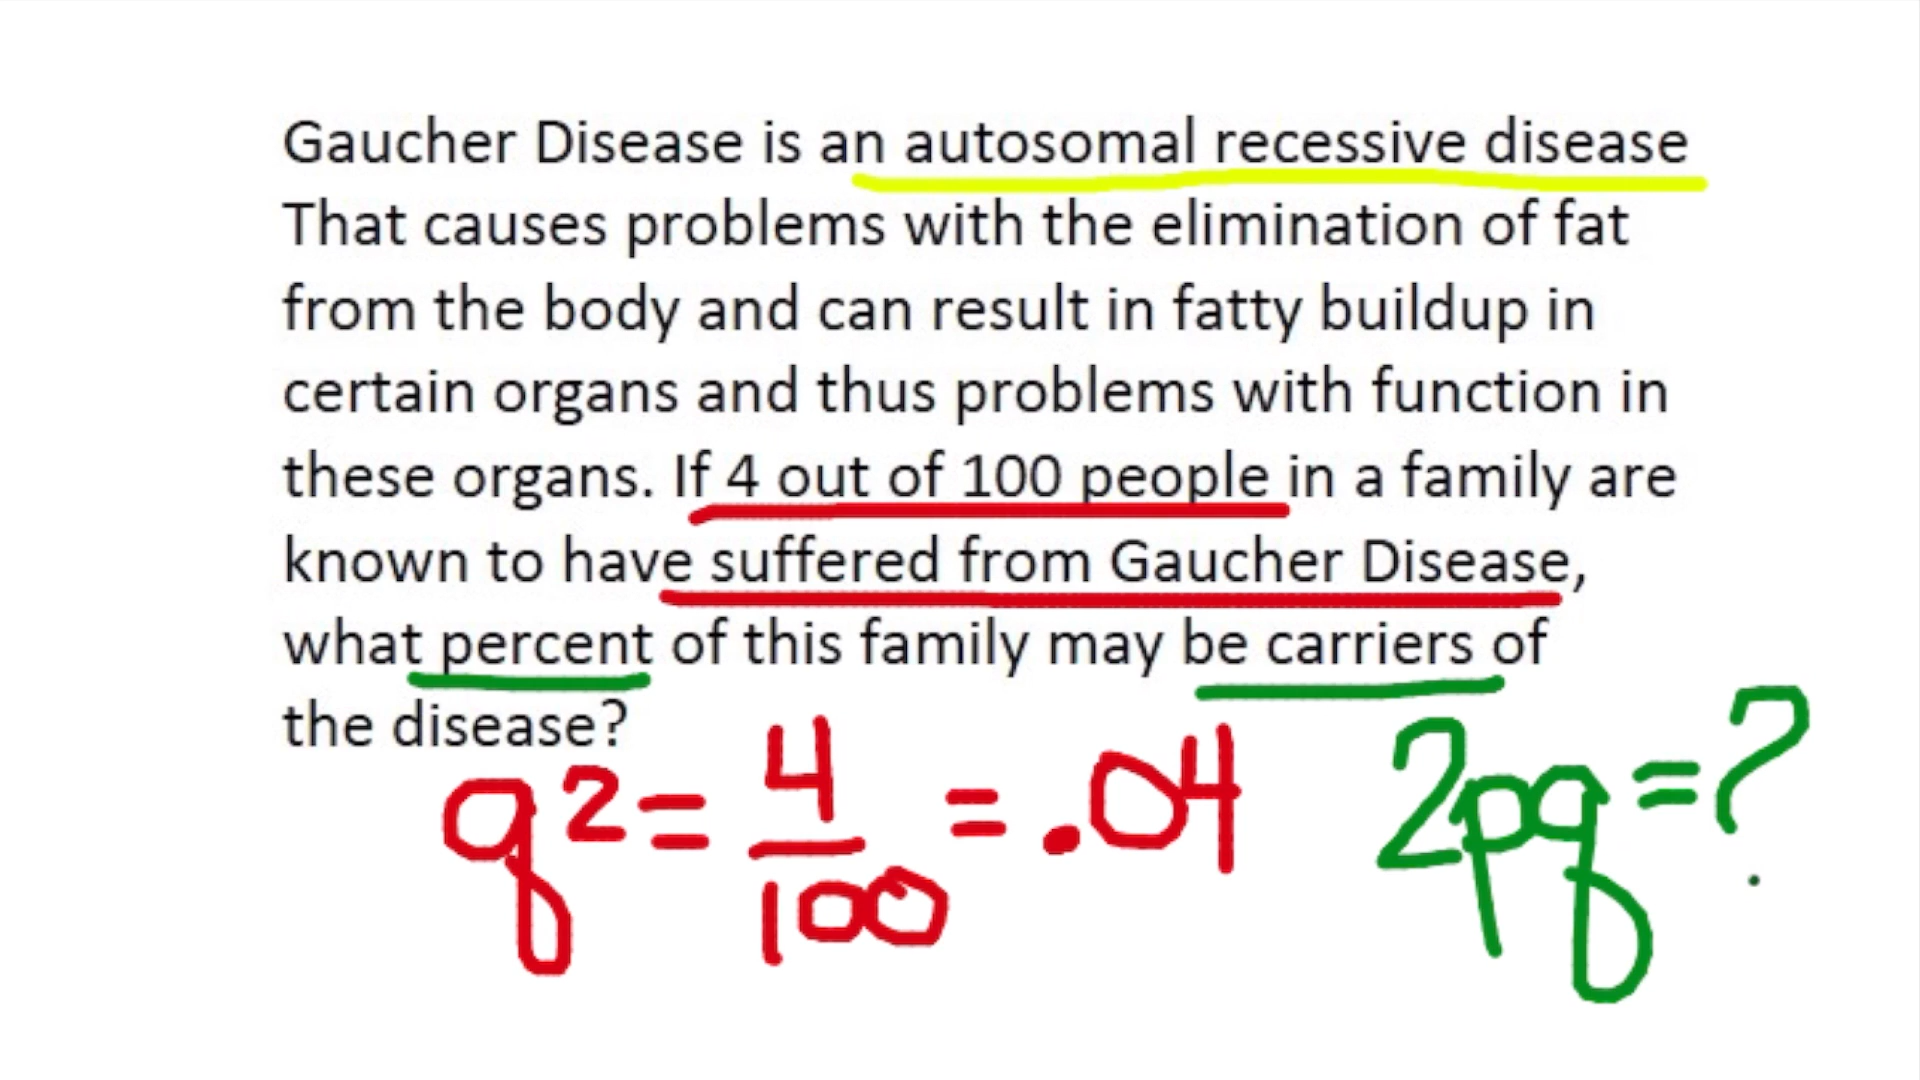 Gaucher Disease is an autosomal recessive disease
That causes problems with the elimination of fat
from the body and can result in fatty buildup in
certain organs and thus problems with function in
these organs. If 4 out of 100 people in a family are
known to have suffered from Gaucher Disease,
what percent of this family may be carriers of
the disease?
q² = 4/100 = .04
2pq = ?